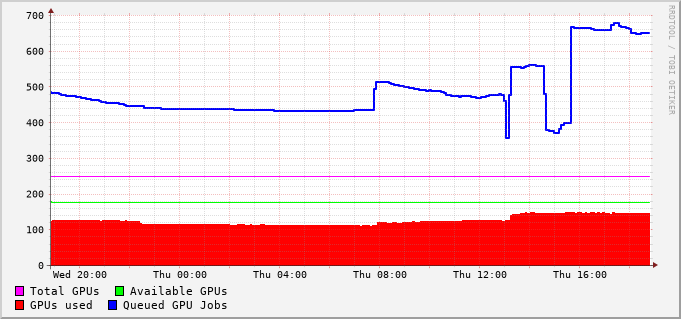 700
600
500
400
300
200
100
0
Wed 20:00 Thu 00:00 Thu 04:00 Thu 08:00 Thu 12:00 Thu 16:00
Total GPUs Available GPUs
GPUs used Queued GPU Jobs
RRDTOOL / TOBI OETIKER